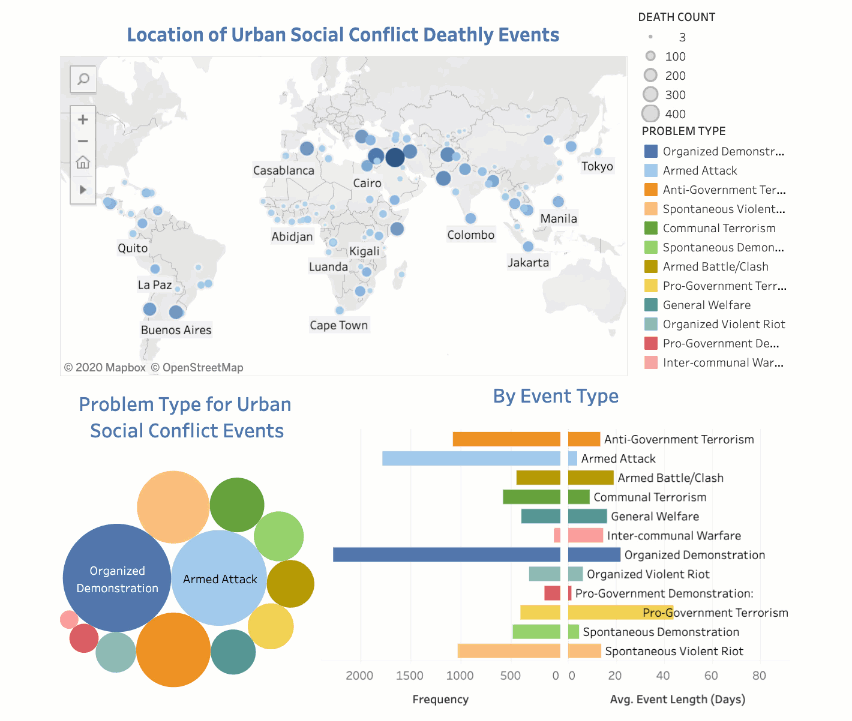 Location of Urban Social Conflict Deathly Events
DEATH COUNT
3
100
200
300
400
PROBLEM TYPE
Organized Demonstr...
Armed Attack
Anti-Government Ter...
Spontaneous Violent...
Communal Terrorism
Spontaneous Demon...
Armed Battle/Clash
Pro-Government Terr...
General Welfare
Organized Violent Riot
Pro-Government De...
Inter-communal War...
+
−
Casablanca
Cairo
Tokyo
Abidjan
Kigali
Luanda
Colombo
Manila
Jakarta
Quito
La Paz
Buenos Aires
Cape Town
© 2020 Mapbox © OpenStreetMap
Problem Type for Urban
Social Conflict Events
Organized
Demonstration
Armed Attack
By Event Type
Anti-Government Terrorism
Armed Attack
Armed Battle/Clash
Communal Terrorism
General Welfare
Inter-communal Warfare
Organized Demonstration
Organized Violent Riot
Pro-Government Demonstration:
Pro-Government Terrorism
Spontaneous Demonstration
Spontaneous Violent Riot
2000 1500 1000 500 0 0 20 40 60 80
Frequency
Avg. Event Length (Days)